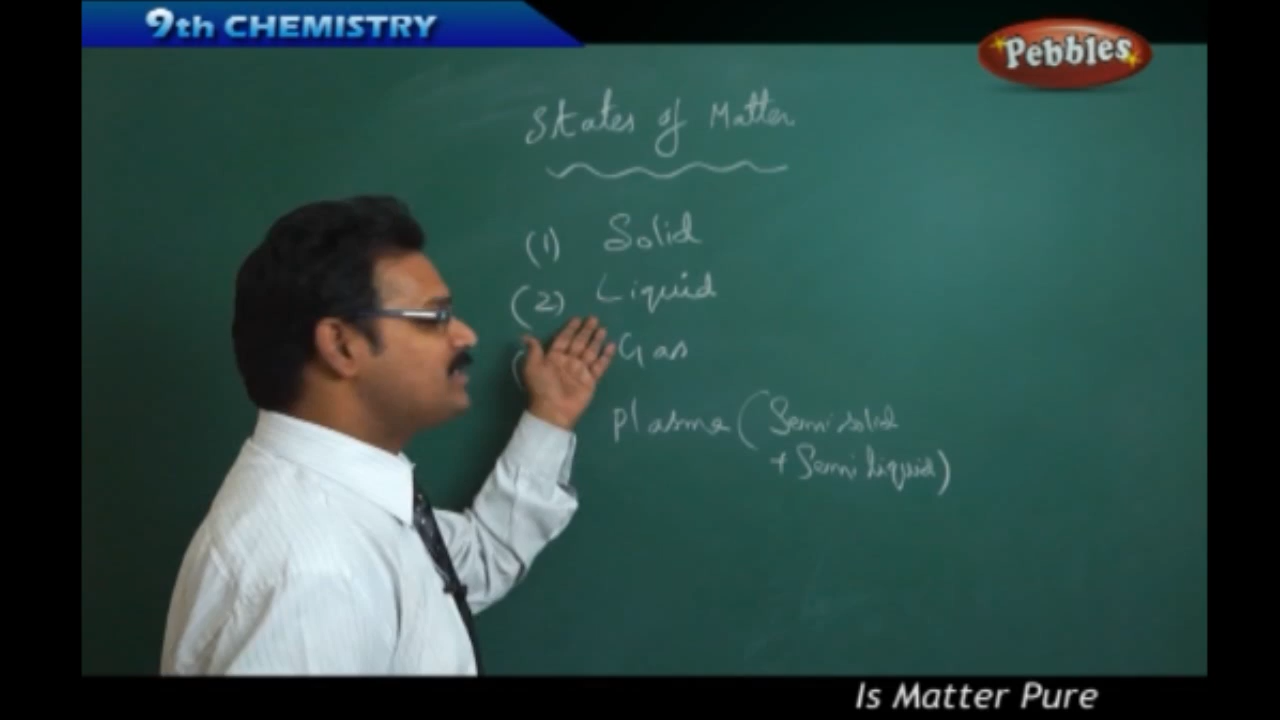 9th CHEMISTRY
Pebbles
States of Matter
(1) Solid
(2) Liquid
( Gas
Plasma (Semi solid
+ Semi liquid)
Is Matter Pure